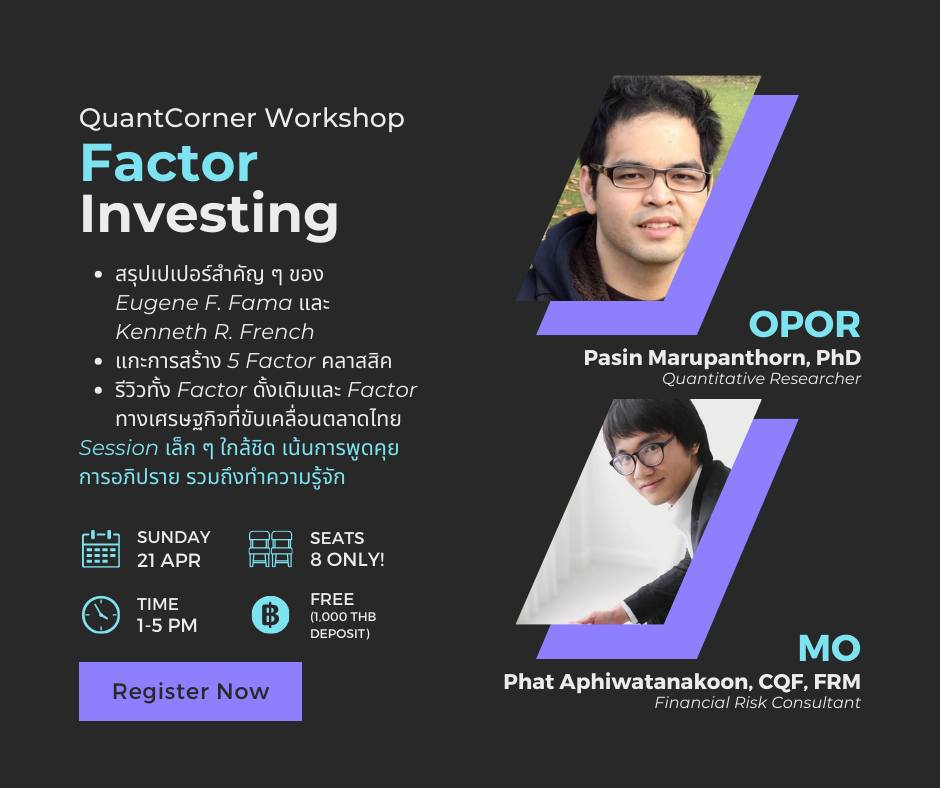 QuantCorner Workshop
Factor
Investing
• สรุปเปเปอร์สำคัญ ๆ ของ
Eugene F. Fama และ
Kenneth R. French
• แกะการสร้าง 5 Factor คลาสสิค
• รีวิวทั้ง Factor ดั้งเดิมและ Factor
ทางเศรษฐกิจที่ขับเคลื่อนตลาดไทย
Session เล็ก ๆ ใกล้ชิด เน้นการพูดคุย
การอภิปราย รวมถึงทำความรู้จัก
SUNDAY
21 APR
SEATS
8 ONLY!
TIME
1-5 PM
FREE
(1,000 THB
DEPOSIT)
Register Now
OPOR
Pasin Marupanthorn, PhD
Quantitative Researcher
MO
Phat Aphiwatanakoon, CQF, FRM
Financial Risk Consultant